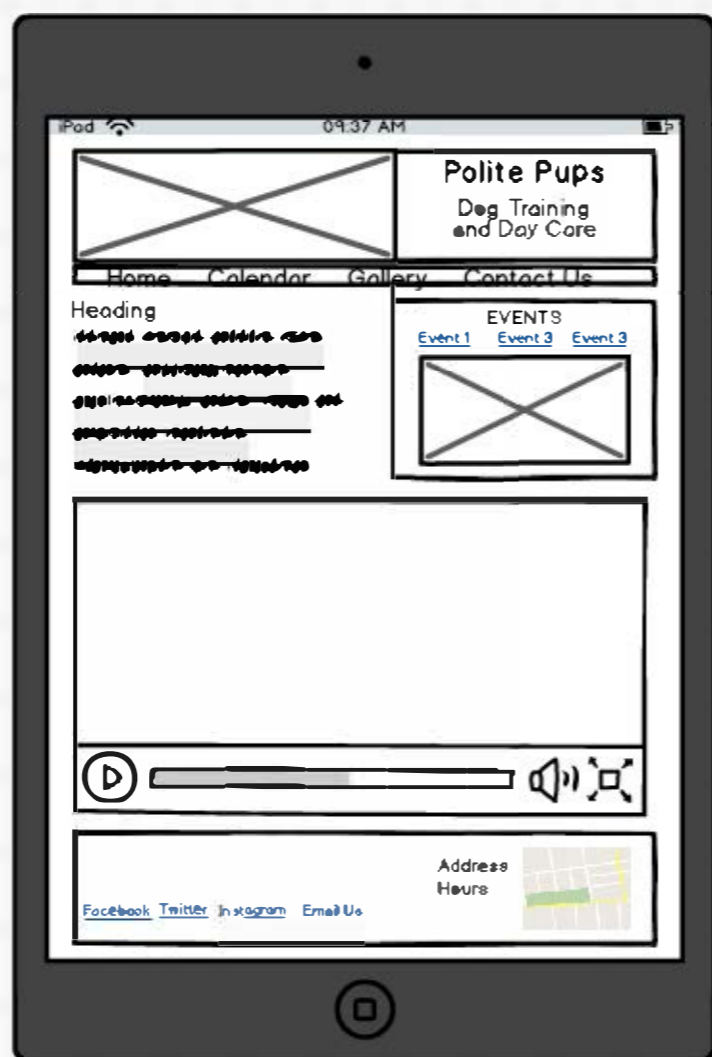 iPod 09:37 AM
Polite Pups
Dog Training
and Day Care
Home Calendar Gallery Contact Us
Heading
EVENTS
Event 1 Event 3 Event 3
Address
Hours
Facebook Twitter Instagram Email Us